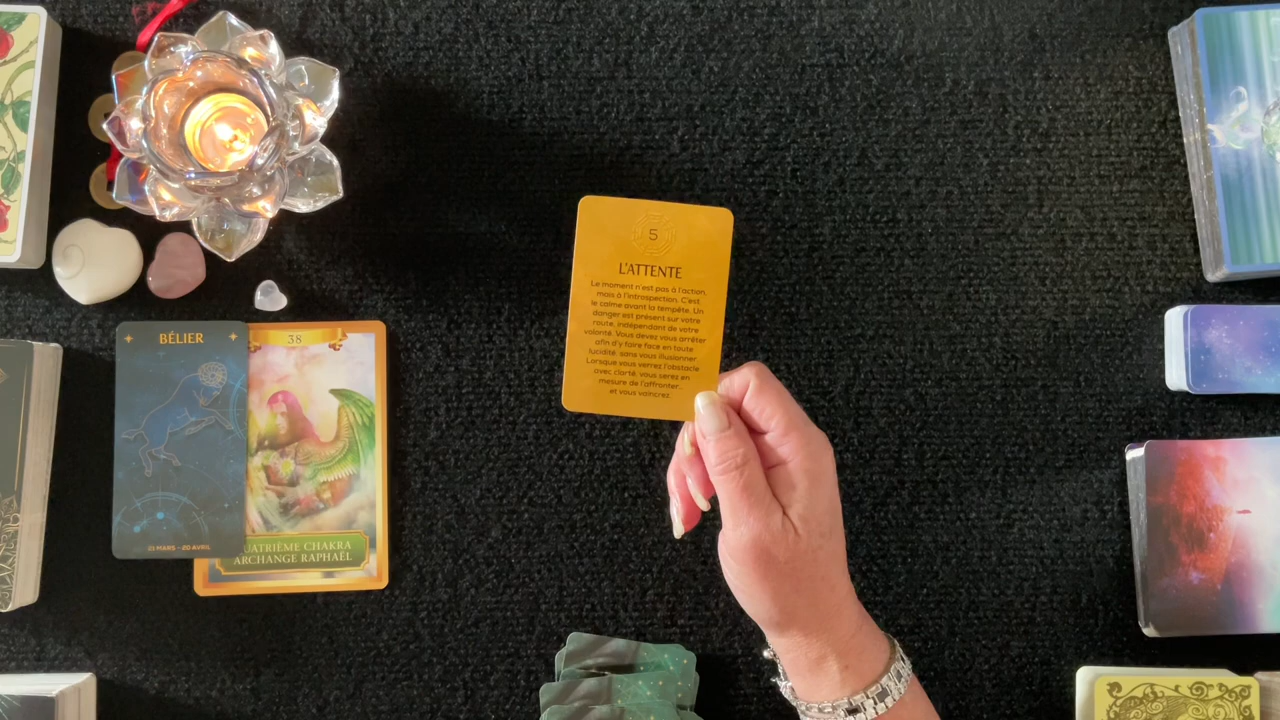 5
L'ATTENTE
Le moment n'est pas à l'action,
mais à l'introspection. C'est
le calme avant la tempête. Un
danger est présent sur votre
route, indépendant de votre
volonté. Vous devez vous arrêter
afin d'y faire face en toute
lucidité, sans vous illusionner.
Lorsque vous verrez l'obstacle
avec clarté, vous serez en
mesure de l'affronter...
et vous vaincrez.
BÉLIER
21 MARS - 20 AVRIL
38
UATRIÈME CHAKRA
ARCHANGE RAPHAËL